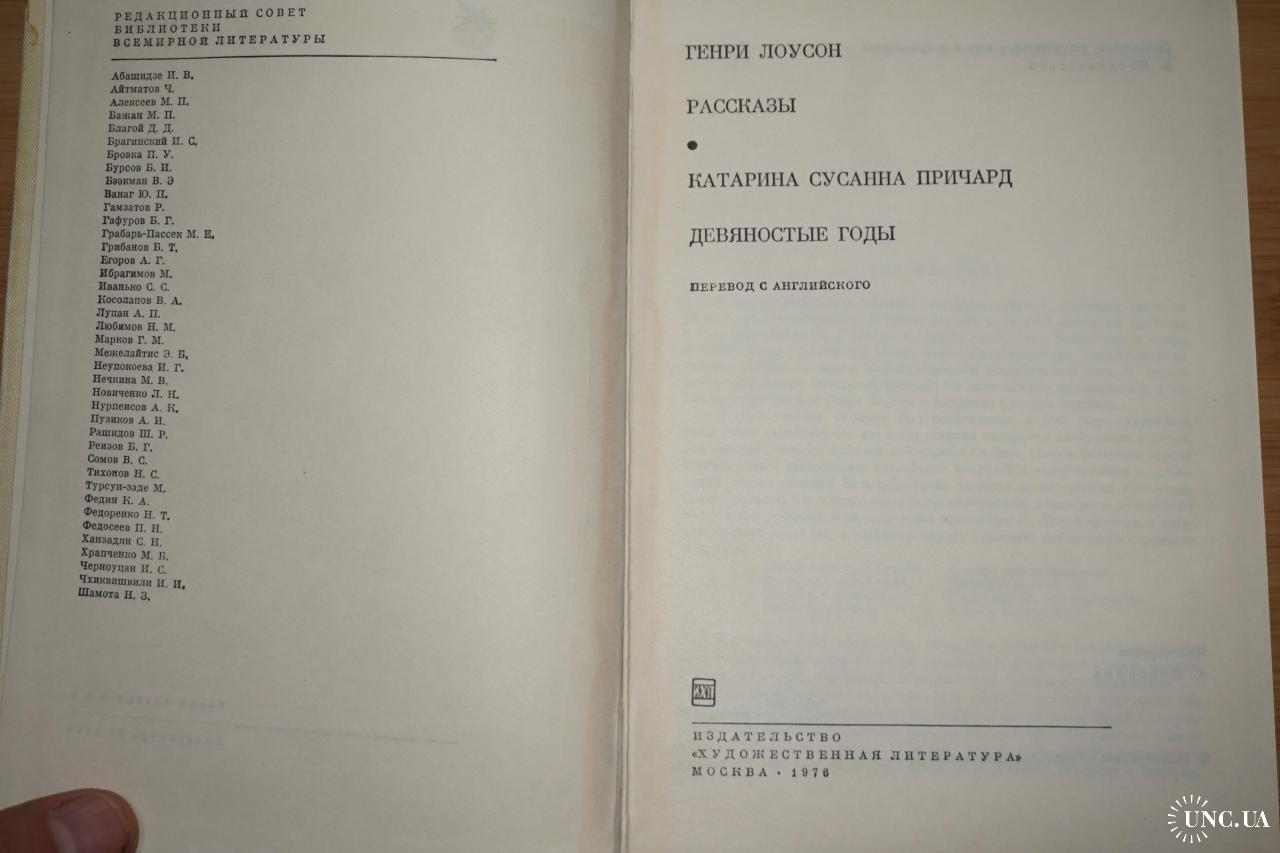 РЕДАКЦИОННЫЙ СОВЕТ
БИБЛИОТЕКИ
ВСЕМИРНОЙ ЛИТЕРАТУРЫ
Абашидзе И. В.
Айтматов Ч.
Алексеев М. П.
Бажан М. П.
Благой Д. Д.
Брагинский И. С.
Бровка П. У.
Бурсов Б. И.
Бээкман В. Э
Ванаг Ю. П.
Гамзатов Р.
Гафуров Б. Г.
Грабарь-Пассек М. Е.
Грибанов Б. Т.
Егоров А. Г.
Ибрагимов М.
Иванько С. С.
Косолапов В. А.
Лупан А. П.
Любимов Н. М.
Марков Г. М.
Межелайтис Э. Б.
Неупокоева И. Г.
Нечкина М. В.
Новиченко Л. Н.
Нурпеисов А. К.
Пузиков А. И.
Рашидов Ш. Р.
Реизов Б. Г.
Сомов В. С.
Тихонов Н. С.
Турсун-заде М.
Федин К. А.
Федоренко Н. Т.
Федосеев П. Н.
Ханзадян С. Н.
Храпченко М. Б.
Черноуцан И. С.
Чхиквишвили И. И.
Шамота Н. З.
ГЕНРИ ЛОУСОН
РАССКАЗЫ
•
КАТАРИНА СУСАННА ПРИЧАРД
ДЕВЯНОСТЫЕ ГОДЫ
ПЕРЕВОД С АНГЛИЙСКОГО
ИЗДАТЕЛЬСТВО
«ХУДОЖЕСТВЕННАЯ ЛИТЕРАТУРА»
МОСКВА · 1976
UNC.UA